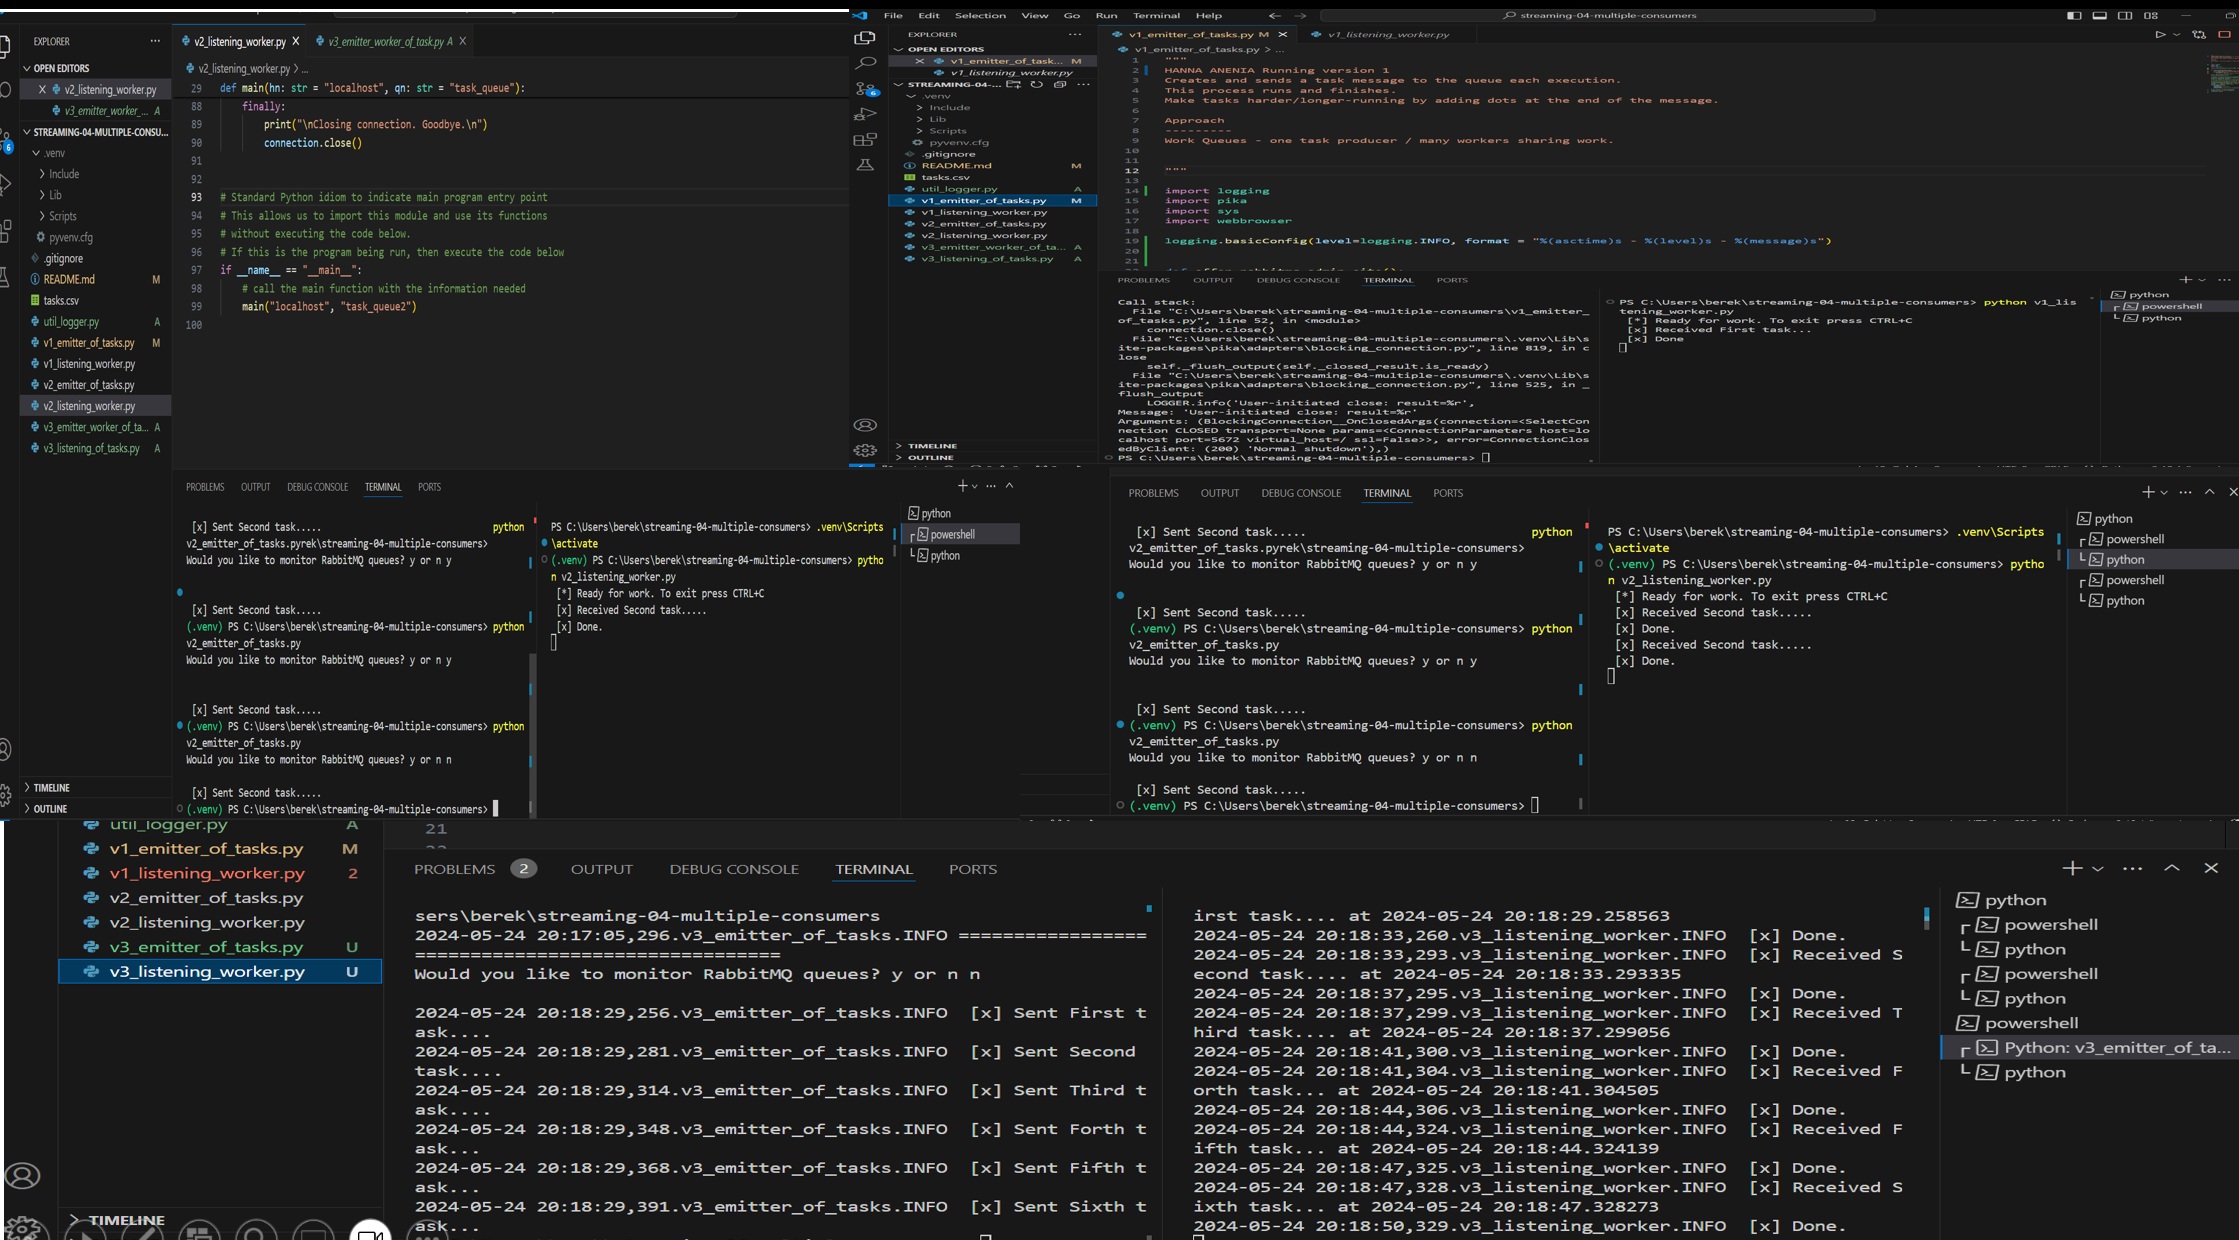 EXPLORER
OPEN EDITORS
v2_listening_worker.py
v3_emitter_worker_... A
STREAMING-04-MULTIPLE-CONSU...
.venv
Include
Lib
Scripts
pyvenv.cfg
.gitignore
README.md M
tasks.csv
util_logger.py A
v1_emitter_of_tasks.py M
v1_listening_worker.py
v2_emitter_of_tasks.py
v2_listening_worker.py
v3_emitter_worker_of_ta... A
v3_listening_of_tasks.py A
TIMELINE
OUTLINE
v2_listening_worker.py X v3_emitter_worker_of_task.py A X
v2_listening_worker.py > ...
29 def main(hn: str = "localhost", qn: str = "task_queue"):
88 finally:
89 print("\nClosing connection. Goodbye.\n")
90 connection.close()
91
92
93 # Standard Python idiom to indicate main program entry point
94 # This allows us to import this module and use its functions
95 # without executing the code below.
96 # If this is the program being run, then execute the code below
97 if __name__ == "__main__":
98 # call the main function with the information needed
99 main("localhost", "task_queue2")
100
PROBLEMS OUTPUT DEBUG CONSOLE TERMINAL PORTS
[x] Sent Second task..... python
v2_emitter_of_tasks.pyrek\streaming-04-multiple-consumers>
Would you like to monitor RabbitMQ queues? y or n y
[x] Sent Second task.....
(.venv) PS C:\Users\berek\streaming-04-multiple-consumers> python
v2_emitter_of_tasks.py
Would you like to monitor RabbitMQ queues? y or n y
[x] Sent Second task.....
(.venv) PS C:\Users\berek\streaming-04-multiple-consumers> python
v2_emitter_of_tasks.py
Would you like to monitor RabbitMQ queues? y or n n
[x] Sent Second task.....
(.venv) PS C:\Users\berek\streaming-04-multiple-consumers>
PS C:\Users\berek\streaming-04-multiple-consumers> .venv\Scripts
\activate
(.venv) PS C:\Users\berek\streaming-04-multiple-consumers> pytho
n v2_listening_worker.py
[*] Ready for work. To exit press CTRL+C
[x] Received Second task.....
[x] Done.
python
powershell
python
File Edit Selection View Go Run Terminal Help
streaming-04-multiple-consumers
EXPLORER
OPEN EDITORS
v1_emitter_of_task... M
v1_listening_worker.py
STREAMING-04-...
.venv
Include
Lib
Scripts
pyvenv.cfg
.gitignore
README.md M
tasks.csv
util_logger.py A
v1_emitter_of_tasks.py M
v1_listening_worker.py
v2_emitter_of_tasks.py
v2_listening_worker.py
v3_emitter_worker_of_ta... A
v3_listening_of_tasks.py A
TIMELINE
OUTLINE
v1_emitter_of_tasks.py M X v1_listening_worker.py
v1_emitter_of_tasks.py > ...
1 """
2 HANNA ANENIA Running version 1
3 Creates and sends a task message to the queue each execution.
4 This process runs and finishes.
5 Make tasks harder/longer-running by adding dots at the end of the message.
6
7 Approach
8 ---------
9 Work Queues - one task producer / many workers sharing work.
10
11
12 """
13
14 import logging
15 import pika
16 import sys
17 import webbrowser
18
19 logging.basicConfig(level=logging.INFO, format = "%(asctime)s - %(level)s - %(message)s")
20
21
PROBLEMS OUTPUT DEBUG CONSOLE TERMINAL PORTS
Call stack:
File "C:\Users\berek\streaming-04-multiple-consumers\v1_emitter_
of_tasks.py", line 52, in <module>
connection.close()
File "C:\Users\berek\streaming-04-multiple-consumers\.venv\Lib\s
ite-packages\pika\adapters\blocking_connection.py", line 819, in c
lose
self._flush_output(self._closed_result.is_ready)
File "C:\Users\berek\streaming-04-multiple-consumers\.venv\Lib\s
ite-packages\pika\adapters\blocking_connection.py", line 525, in _
flush_output
LOGGER.info('User-initiated close: result=%r',
Message: 'User-initiated close: result=%r'
Arguments: (BlockingConnection__OnClosedArgs(connection=<SelectCon
nection CLOSED transport=None params=<ConnectionParameters host=lo
calhost port=5672 virtual_host=/ ssl=False>>, error=ConnectionClos
edByClient: (200) 'Normal shutdown'),)
PS C:\Users\berek\streaming-04-multiple-consumers>
PS C:\Users\berek\streaming-04-multiple-consumers> python v1_lis
tening_worker.py
[*] Ready for work. To exit press CTRL+C
[x] Received First task...
[x] Done
python
powershell
python
PROBLEMS OUTPUT DEBUG CONSOLE TERMINAL PORTS
[x] Sent Second task..... python
v2_emitter_of_tasks.pyrek\streaming-04-multiple-consumers>
Would you like to monitor RabbitMQ queues? y or n y
[x] Sent Second task.....
(.venv) PS C:\Users\berek\streaming-04-multiple-consumers> python
v2_emitter_of_tasks.py
Would you like to monitor RabbitMQ queues? y or n y
[x] Sent Second task.....
(.venv) PS C:\Users\berek\streaming-04-multiple-consumers> python
v2_emitter_of_tasks.py
Would you like to monitor RabbitMQ queues? y or n n
[x] Sent Second task.....
(.venv) PS C:\Users\berek\streaming-04-multiple-consumers>
PS C:\Users\berek\streaming-04-multiple-consumers> .venv\Scripts
\activate
(.venv) PS C:\Users\berek\streaming-04-multiple-consumers> pytho
n v2_listening_worker.py
[*] Ready for work. To exit press CTRL+C
[x] Received Second task.....
[x] Done.
[x] Received Second task.....
[x] Done.
python
powershell
python
powershell
python
util_logger.py A
v1_emitter_of_tasks.py M
v1_listening_worker.py 2
v2_emitter_of_tasks.py
v2_listening_worker.py
v3_emitter_of_tasks.py U
v3_listening_worker.py U
TIMELINE
21
PROBLEMS 2 OUTPUT DEBUG CONSOLE TERMINAL PORTS
sers\berek\streaming-04-multiple-consumers
2024-05-24 20:17:05,296.v3_emitter_of_tasks.INFO =================
=================================
Would you like to monitor RabbitMQ queues? y or n n
2024-05-24 20:18:29,256.v3_emitter_of_tasks.INFO [x] Sent First t
ask....
2024-05-24 20:18:29,281.v3_emitter_of_tasks.INFO [x] Sent Second
task....
2024-05-24 20:18:29,314.v3_emitter_of_tasks.INFO [x] Sent Third t
ask....
2024-05-24 20:18:29,348.v3_emitter_of_tasks.INFO [x] Sent Forth t
ask...
2024-05-24 20:18:29,368.v3_emitter_of_tasks.INFO [x] Sent Fifth t
ask...
2024-05-24 20:18:29,391.v3_emitter_of_tasks.INFO [x] Sent Sixth t
ask...
irst task.... at 2024-05-24 20:18:29.258563
2024-05-24 20:18:33,260.v3_listening_worker.INFO [x] Done.
2024-05-24 20:18:33,293.v3_listening_worker.INFO [x] Received S
econd task.... at 2024-05-24 20:18:33.293335
2024-05-24 20:18:37,295.v3_listening_worker.INFO [x] Done.
2024-05-24 20:18:37,299.v3_listening_worker.INFO [x] Received T
hird task.... at 2024-05-24 20:18:37.299056
2024-05-24 20:18:41,300.v3_listening_worker.INFO [x] Done.
2024-05-24 20:18:41,304.v3_listening_worker.INFO [x] Received F
orth task... at 2024-05-24 20:18:41.304505
2024-05-24 20:18:44,306.v3_listening_worker.INFO [x] Done.
2024-05-24 20:18:44,324.v3_listening_worker.INFO [x] Received F
ifth task... at 2024-05-24 20:18:44.324139
2024-05-24 20:18:47,325.v3_listening_worker.INFO [x] Done.
2024-05-24 20:18:47,328.v3_listening_worker.INFO [x] Received S
ixth task... at 2024-05-24 20:18:47.328273
2024-05-24 20:18:50,329.v3_listening_worker.INFO [x] Done.
python
powershell
python
powershell
python
powershell
Python: v3_emitter_of_ta...
python